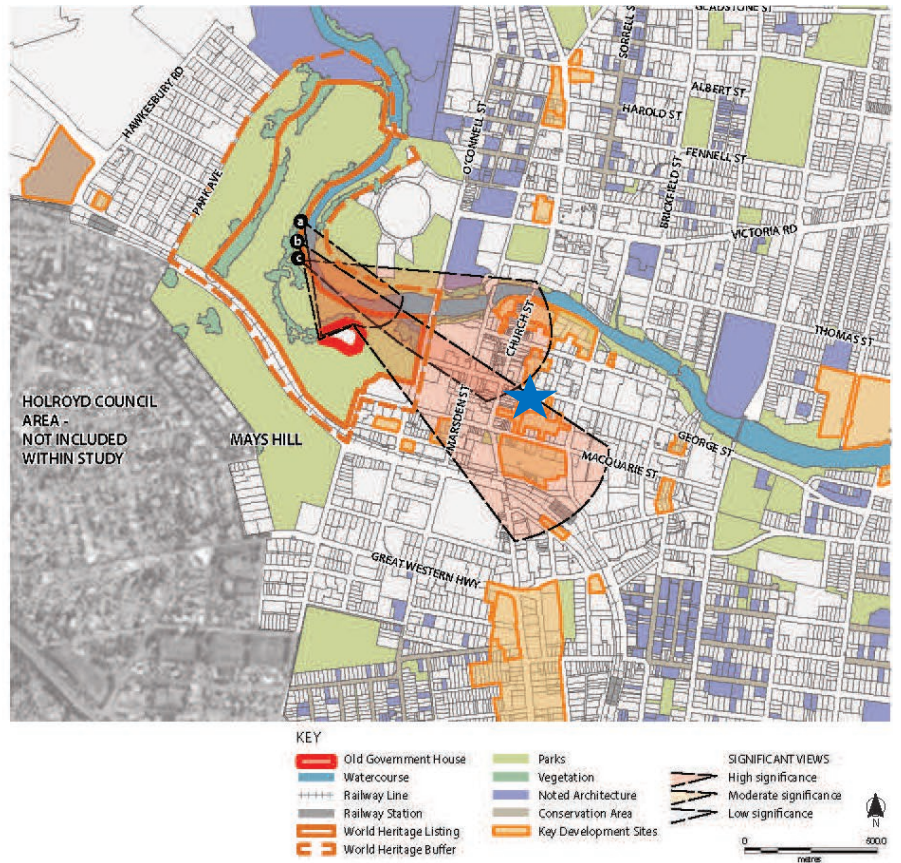 GLADSTONE ST
SORRELL ST
ALBERT ST
HAWKESBURY RD
HAROLD ST
O'CONNELL ST
FENNELL ST
BRICKFIELD ST
PARK AVE
VICTORIA RD
a
b
c
CHURCH ST
THOMAS ST
HOLROYD COUNCIL
AREA -
NOT INCLUDED
WITHIN STUDY
MAYS HILL
MARSDEN ST
GEORGE ST
MACQUARIE ST
GREAT WESTERN HWY
KEY
Old Government House
Watercourse
Railway Line
Railway Station
World Heritage Listing
World Heritage Buffer
Parks
Vegetation
Noted Architecture
Conservation Area
Key Development Sites
SIGNIFICANT VIEWS
High significance
Moderate significance
Low significance
N
0 500.0
metres